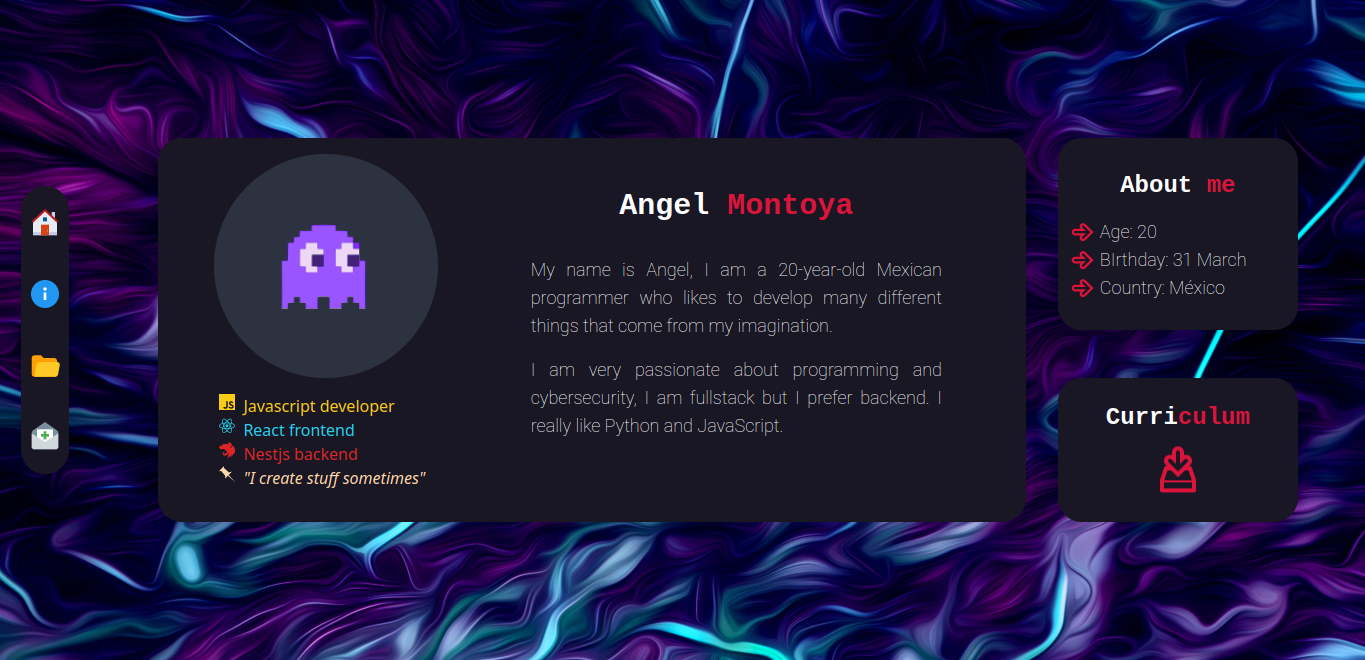 Angel Montoya
My name is Angel, I am a 20-year-old Mexican
programmer who likes to develop many different
things that come from my imagination.
I am very passionate about programming and
cybersecurity, I am fullstack but I prefer backend. I
really like Python and JavaScript.
JS Javascript developer
React frontend
Nestjs backend
"I create stuff sometimes"
About me
Age: 20
BIrthday: 31 March
Country: México
Curriculum